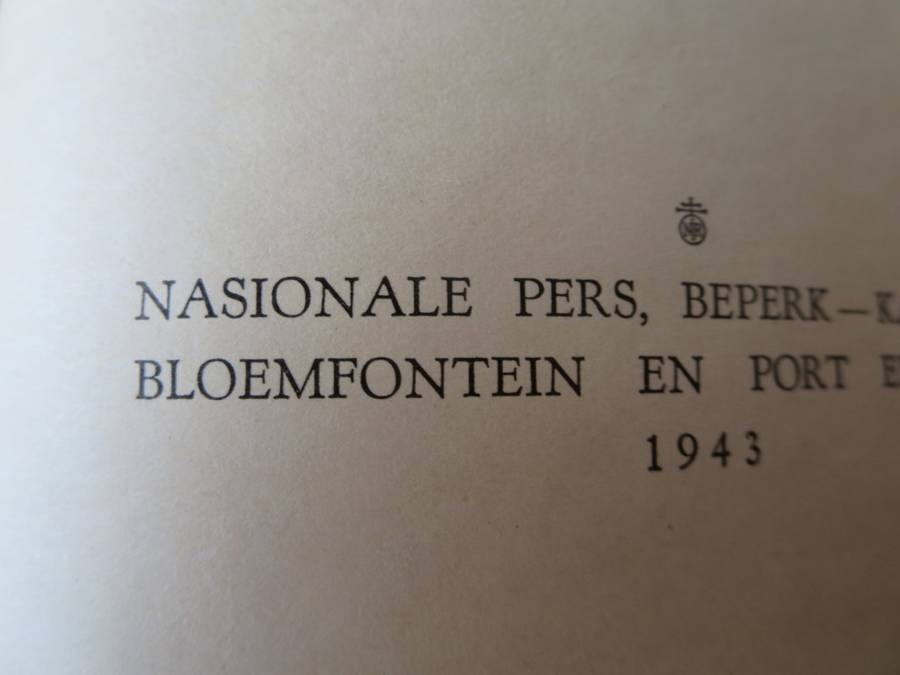 NASIONALE PERS, BEPERK—
BLOEMFONTEIN EN PORT
1943